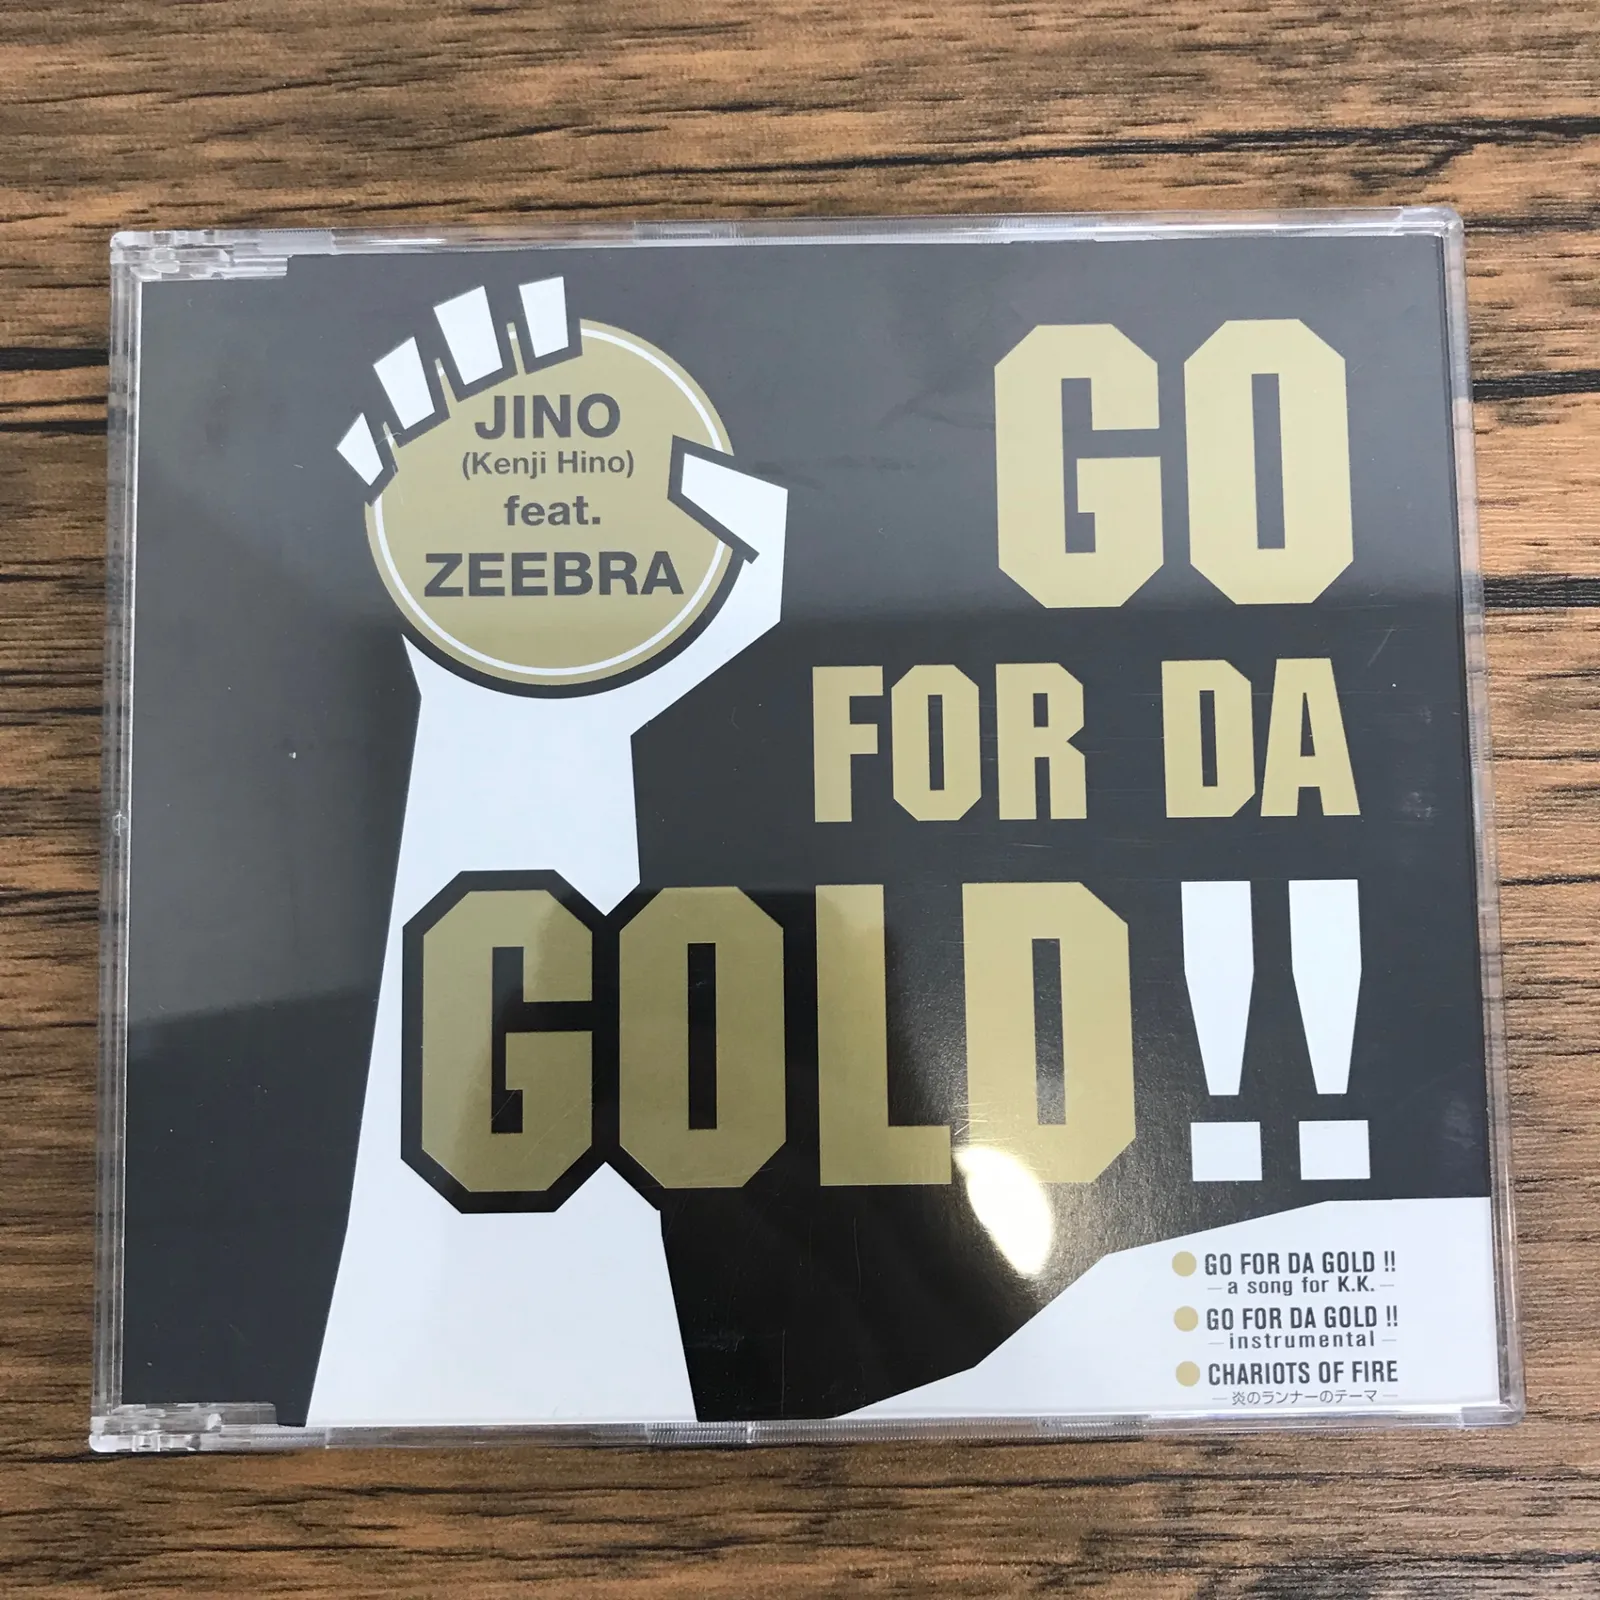 JINO
(Kenji Hino)
feat.
ZEEBRA
GO
FOR DA
GOLD!!
GO FOR DA GOLD !!
— a song for K.K. —
GO FOR DA GOLD !!
— instrumental —
CHARIOTS OF FIRE
— 炎のランナーのテーマ —